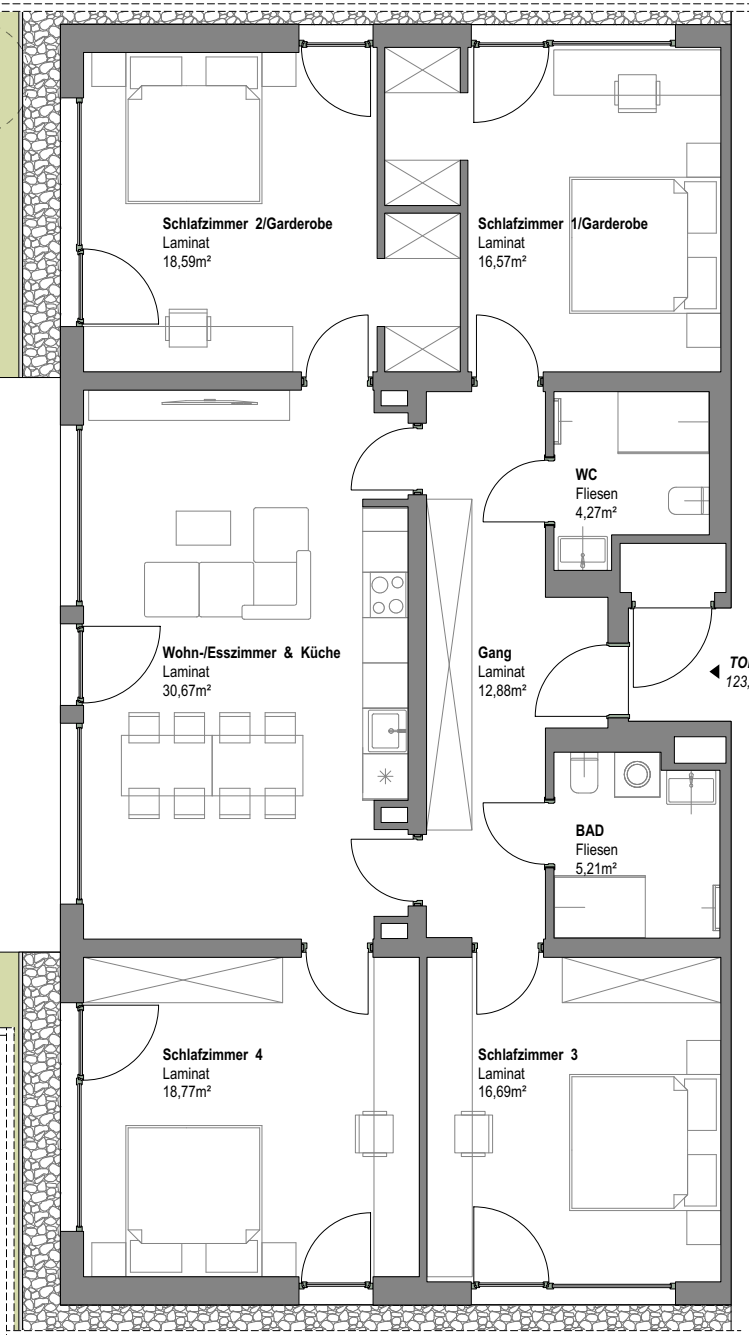 Schlafzimmer 2/Garderobe
Laminat
18,59m²
Schlafzimmer 1/Garderobe
Laminat
16,57m²
WC
Fliesen
4,27m²
Wohn-/Esszimmer & Küche
Laminat
30,67m²
Gang
Laminat
12,88m²
123,
BAD
Fliesen
5,21m²
Schlafzimmer 4
Laminat
18,77m²
Schlafzimmer 3
Laminat
16,69m²